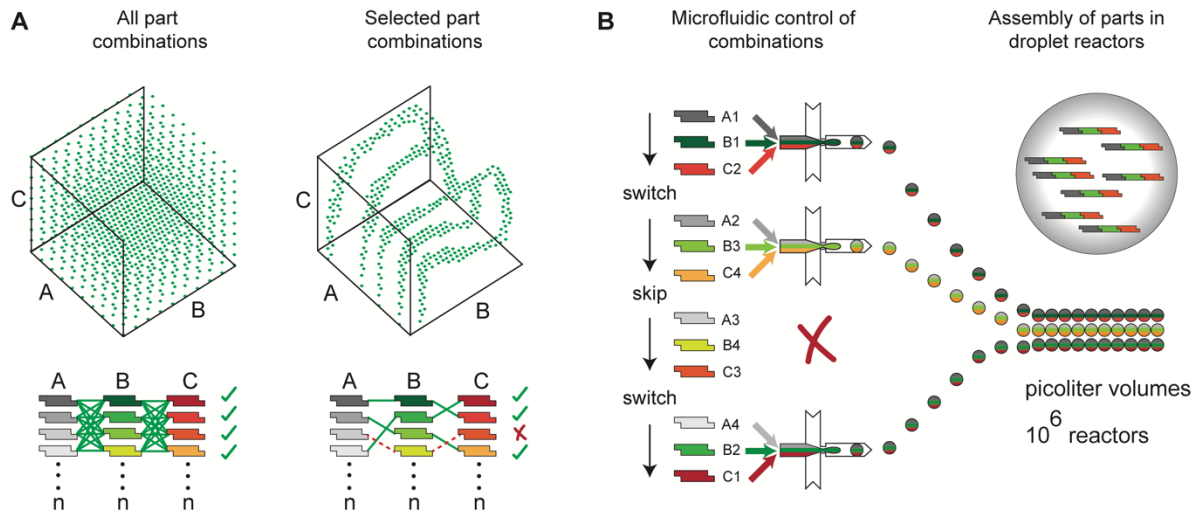 A
All part
combinations
Selected part
combinations
C
A
B
C
A
B
A B C
n n n
A B C
n n n
B
Microfluidic control of
combinations
Assembly of parts in
droplet reactors
A1
B1
C2
switch
A2
B3
C4
skip
A3
B4
C3
switch
A4
B2
C1
picoliter volumes
10^6 reactors